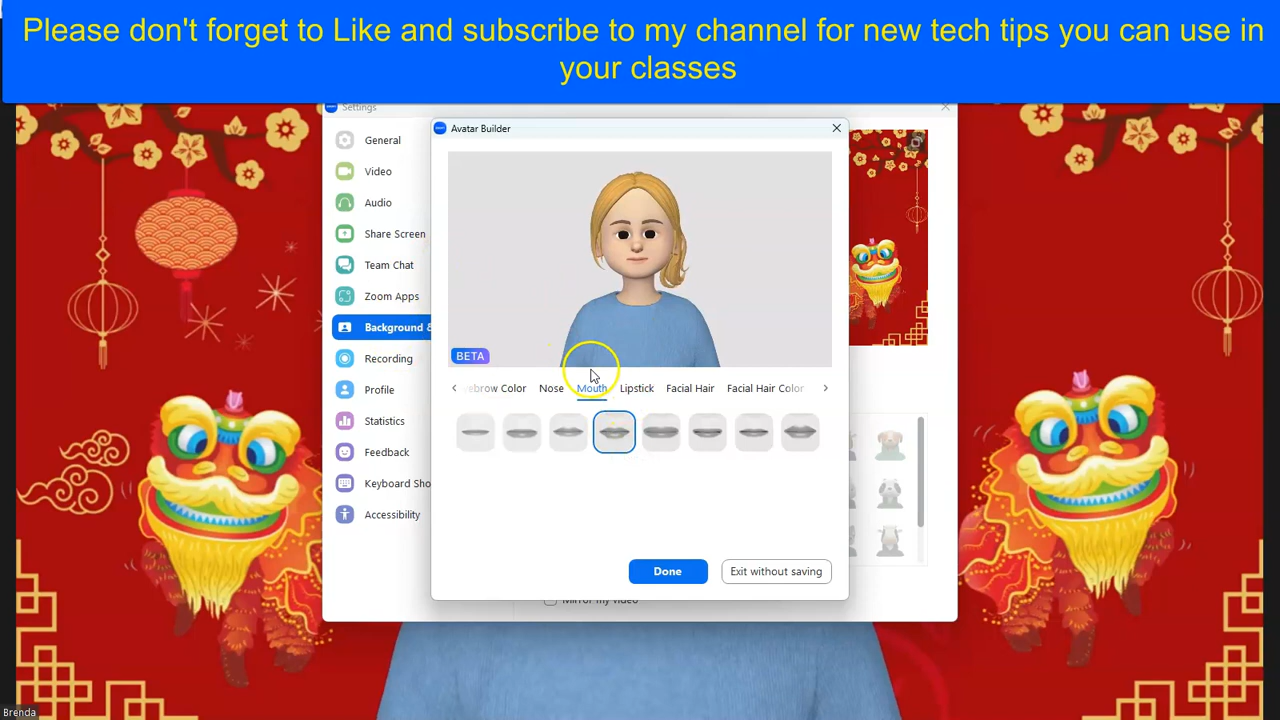 Please don't forget to Like and subscribe to my channel for new tech tips you can use in
your classes
Settings
Avatar Builder
General
Video
Audio
Share Screen
Team Chat
Zoom Apps
Background &
Recording
Profile
Statistics
Feedback
Keyboard Sho
Accessibility
BETA
ebrow Color Nose Mouth Lipstick Facial Hair Facial Hair Color
Done Exit without saving
Mirror my video
Brenda